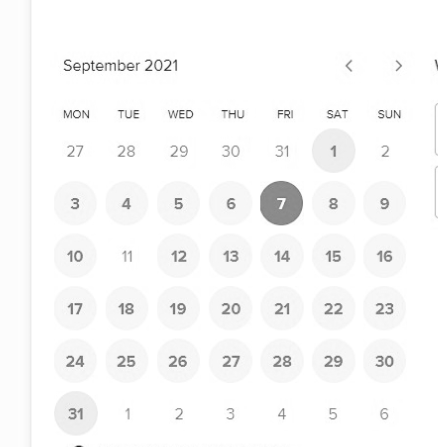 September 2021 < >
MON TUE WED THU FRI SAT SUN
27 28 29 30 31 1 2
3 4 5 6 7 8 9
10 11 12 13 14 15 16
17 18 19 20 21 22 23
24 25 26 27 28 29 30
31 1 2 3 4 5 6